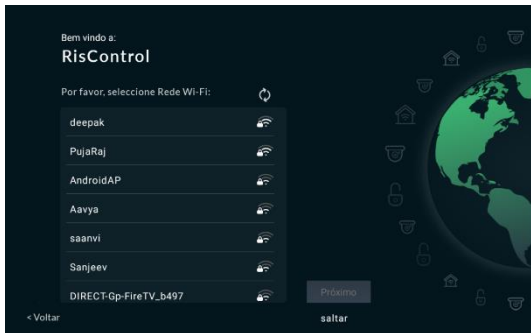 Bem vindo a:
RisControl
Por favor, seleccione Rede Wi-Fi:
deepak
PujaRaj
AndroidAP
Aavya
saanvi
Sanjeev
DIRECT-Gp-FireTV_b497
Próximo
< Voltar
saltar